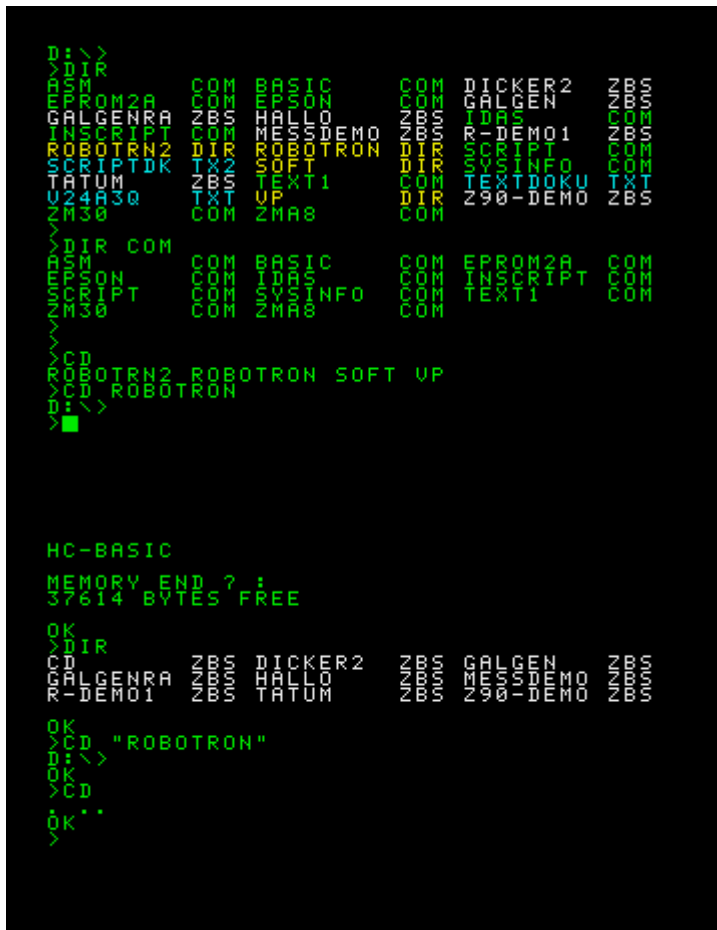 D:\>
>DIR
ASM COM BASIC COM DICKER2 ZBS
EPROM2A COM EPSON COM GALGEN ZBS
GALGENRA ZBS HALLO ZBS IDAS COM
INSCRIPT COM MESSDEMO ZBS R-DEMO1 ZBS
ROBOTRN2 DIR ROBOTRON DIR SCRIPT COM
SCRIPTDK TX2 SOFT DIR SYSINFO COM
TATUM ZBS TEXT1 COM TEXTDOKU TXT
V24A3Q TXT VP DIR Z90-DEMO ZBS
ZM30 COM ZMA8 COM
>
>DIR COM
ASM COM BASIC COM EPROM2A COM
EPSON COM IDAS COM INSCRIPT COM
SCRIPT COM SYSINFO COM TEXT1 COM
ZM30 COM ZMA8 COM
>
>
>CD
ROBOTRN2 ROBOTRON SOFT VP
>CD ROBOTRON
D:\>
>
HC-BASIC
MEMORY END ? :
37614 BYTES FREE
OK
>DIR
CD ZBS DICKER2 ZBS GALGEN ZBS
GALGENRA ZBS HALLO ZBS MESSDEMO ZBS
R-DEMO1 ZBS TATUM ZBS Z90-DEMO ZBS
OK
>CD "ROBOTRON"
D:\>
OK
>CD
. ..
OK
>